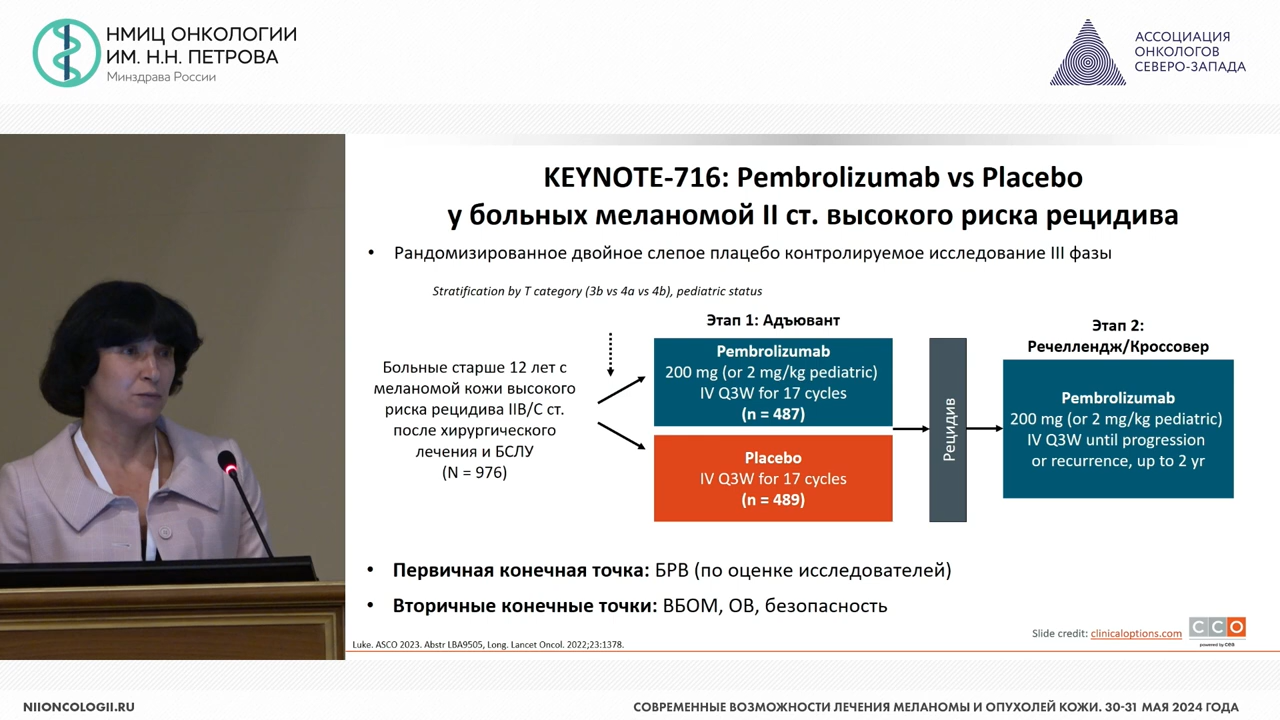 НМИЦ ОНКОЛОГИИ
ИМ. Н.Н. ПЕТРОВА
Минздрава России
АССОЦИАЦИЯ
ОНКОЛОГОВ
СЕВЕРО-ЗАПАДА
KEYNOTE-716: Pembrolizumab vs Placebo
у больных меланомой II ст. высокого риска рецидива
• Рандомизированное двойное слепое плацебо контролируемое исследование III фазы
Stratification by T category (3b vs 4a vs 4b), pediatric status
Больные старше 12 лет с
меланомой кожи высокого
риска рецидива IIB/C ст.
после хирургического
лечения и БСЛУ
(N = 976)
Этап 1: Адъювант
Pembrolizumab
200 mg (or 2 mg/kg pediatric)
IV Q3W for 17 cycles
(n = 487)
Placebo
IV Q3W for 17 cycles
(n = 489)
Рецидив
Этап 2:
Речеллендж/Кроссовер
Pembrolizumab
200 mg (or 2 mg/kg pediatric)
IV Q3W until progression
or recurrence, up to 2 yr
• Первичная конечная точка: БРВ (по оценке исследователей)
• Вторичные конечные точки: ВБОМ, ОВ, безопасность
Luke. ASCO 2023. Abstr LBA9505, Long. Lancet Oncol. 2022;23:1378.
Slide credit: clinicaloptions.com
CCO
powered by cea
NIIONCOLOGII.RU
СОВРЕМЕННЫЕ ВОЗМОЖНОСТИ ЛЕЧЕНИЯ МЕЛАНОМЫ И ОПУХОЛЕЙ КОЖИ. 30-31 МАЯ 2024 ГОДА